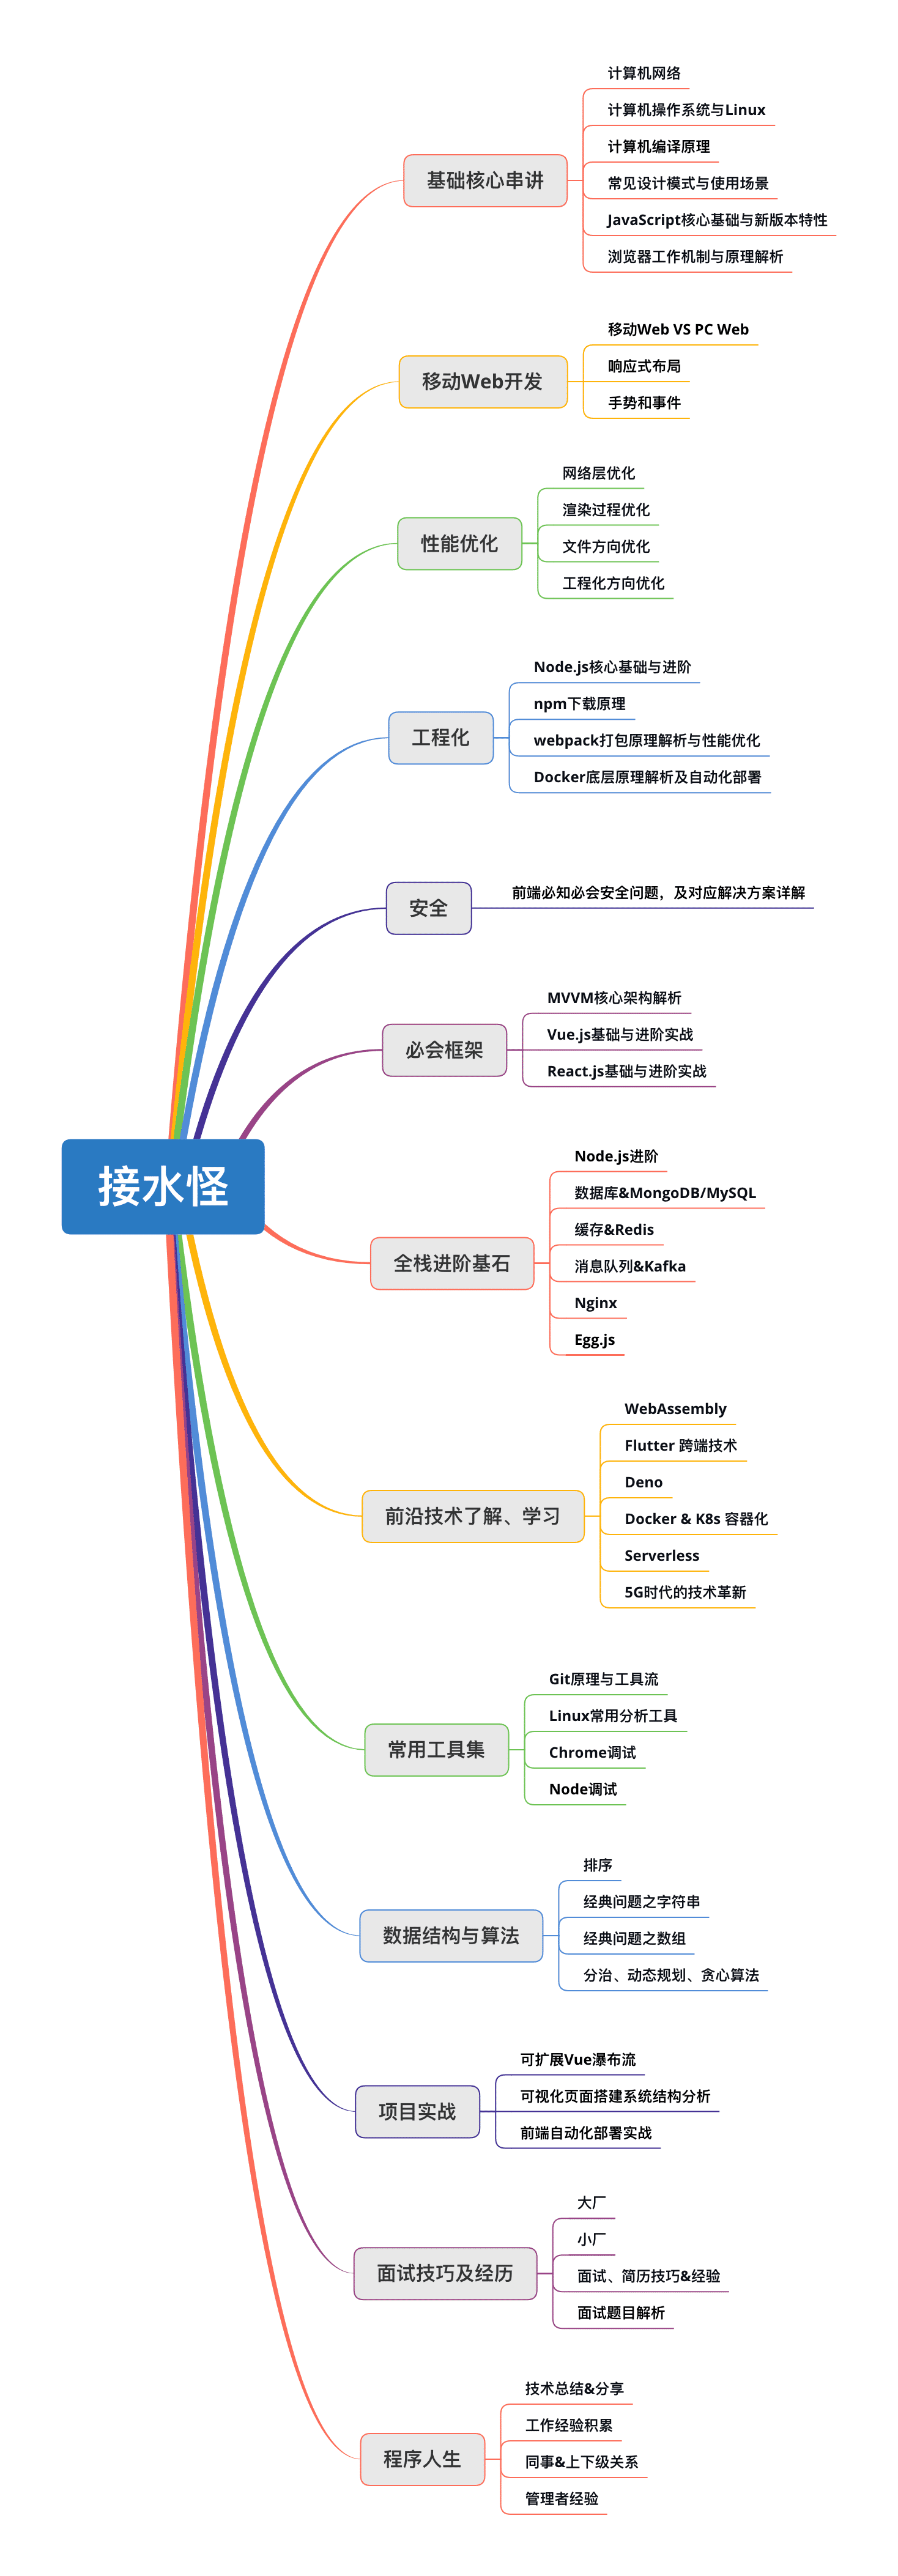 计算机网络
计算机操作系统与Linux
计算机编译原理
基础核心串讲
常见设计模式与使用场景
JavaScript核心基础与新版本特性
浏览器工作机制与原理解析
移动Web VS PC Web
移动Web开发
响应式布局
手势和事件
网络层优化
渲染过程优化
性能优化
文件方向优化
工程化方向优化
Node.js核心基础与进阶
npm下载原理
工程化
webpack打包原理解析与性能优化
Docker底层原理解析及自动化部署
安全
前端必知必会安全问题，及对应解决方案详解
MVVM核心架构解析
必会框架
Vue.js基础与进阶实战
React.js基础与进阶实战
接水怪
Node.js进阶
数据库&MongoDB/MySQL
缓存&Redis
全栈进阶基石
消息队列&Kafka
Nginx
Egg.js
WebAssembly
Flutter 跨端技术
Deno
前沿技术了解、学习
Docker & K8s 容器化
Serverless
5G时代的技术革新
Git原理与工具流
Linux常用分析工具
常用工具集
Chrome调试
Node调试
排序
经典问题之字符串
数据结构与算法
经典问题之数组
分治、动态规划、贪心算法
可扩展Vue瀑布流
项目实战
可视化页面搭建系统结构分析
前端自动化部署实战
大厂
小厂
面试技巧及经历
面试、简历技巧&经验
面试题目解析
技术总结&分享
工作经验积累
程序人生
同事&上下级关系
管理者经验